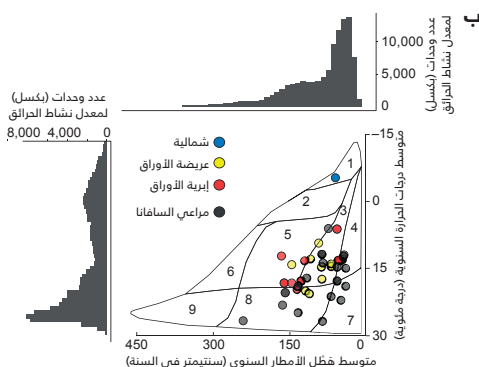 ب
عدد وحدات (بكسل)
لمعدل نشاط الحرائق
10,000
5,000
0
عدد وحدات (بكسل)
لمعدل نشاط الحرائق
8,000 4,000 0
شمالية
عريضة الأوراق
إبرية الأوراق
مراعي السافانا
1
2
3
4
5
6
7
8
9
-15
0
15
30
متوسط درجات الحرارة السنوية (درجة مئوية)
450 300 150 0
متوسط هَطْل الأمطار السنوي (سنتيمتر في السنة)